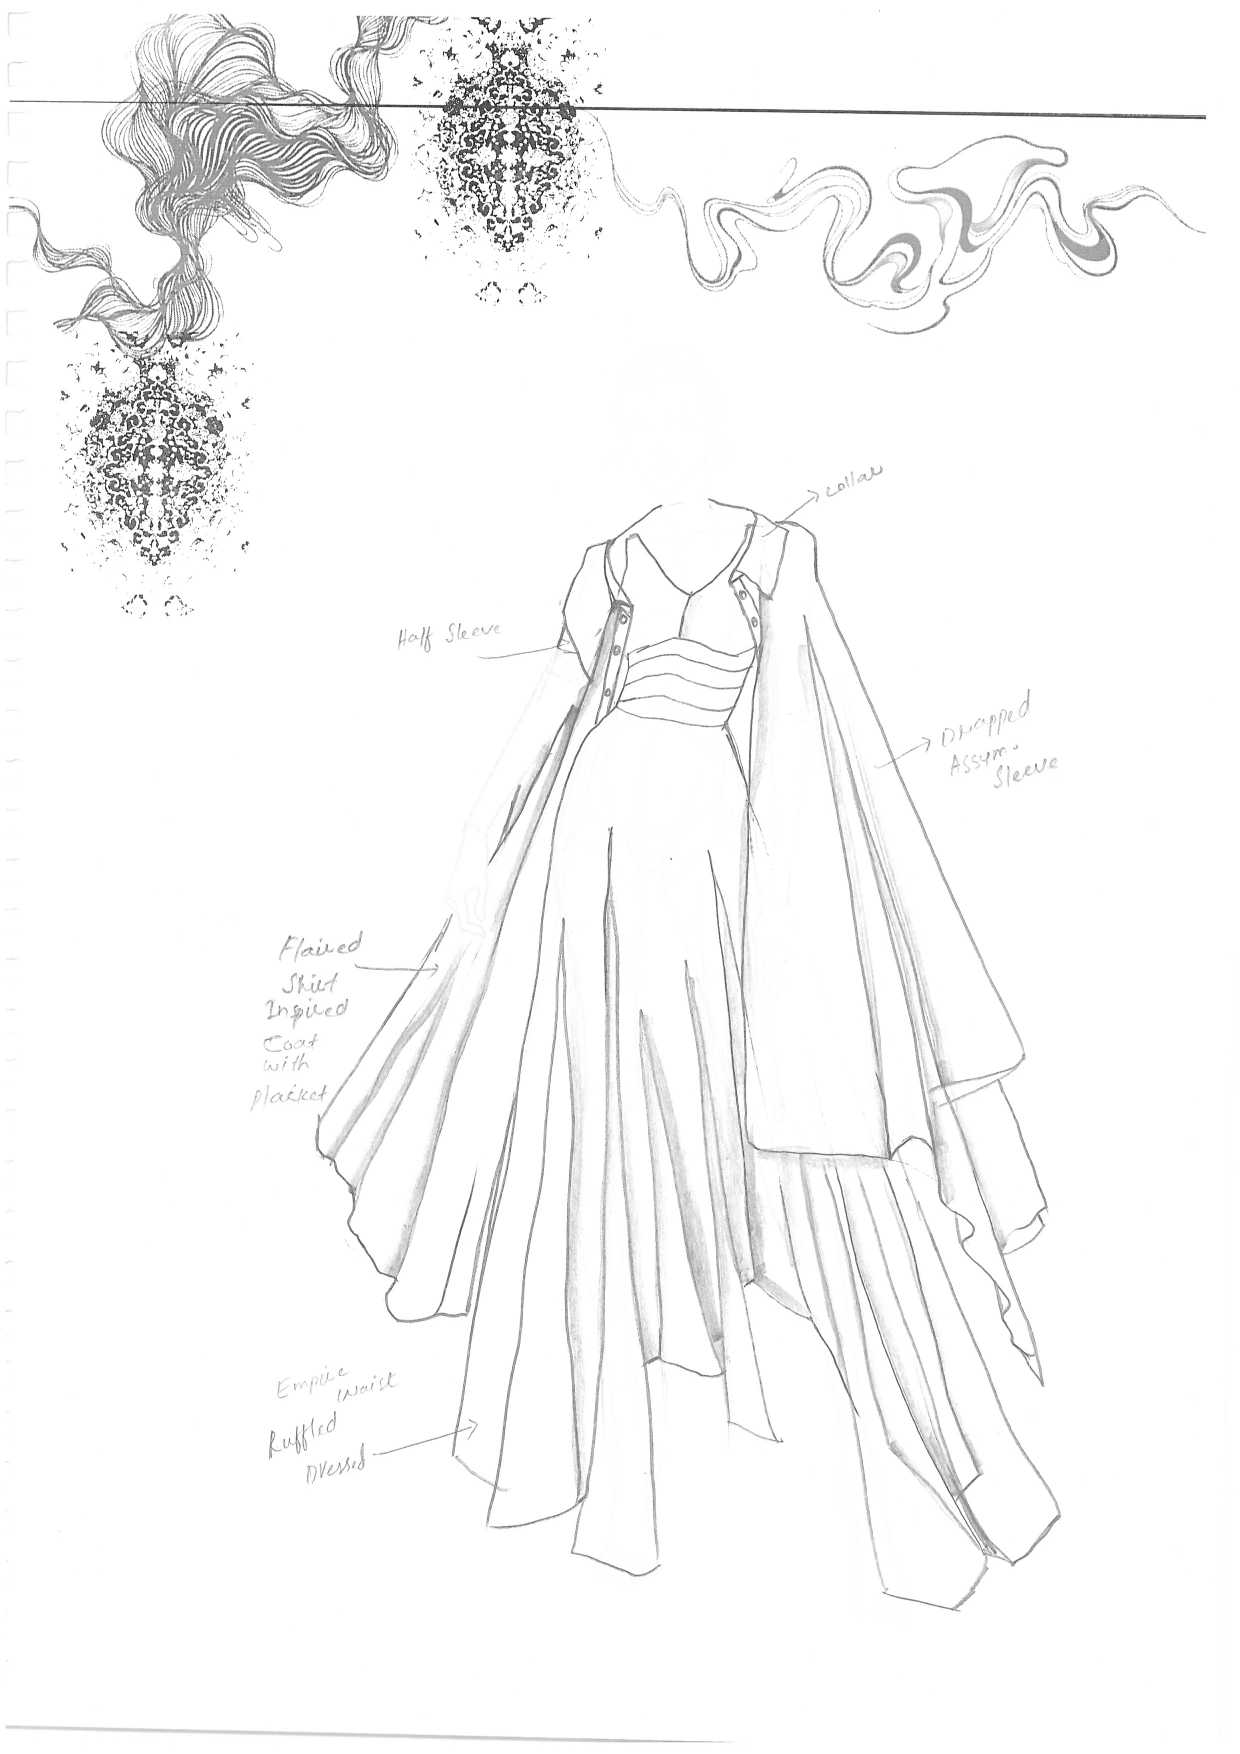 collar
Half Sleeve
Drapped
Assym.
Sleeve
Flaired
Shirt
Inspired
Coat
with
Placket
Empire
waist
Ruffled
Dressed